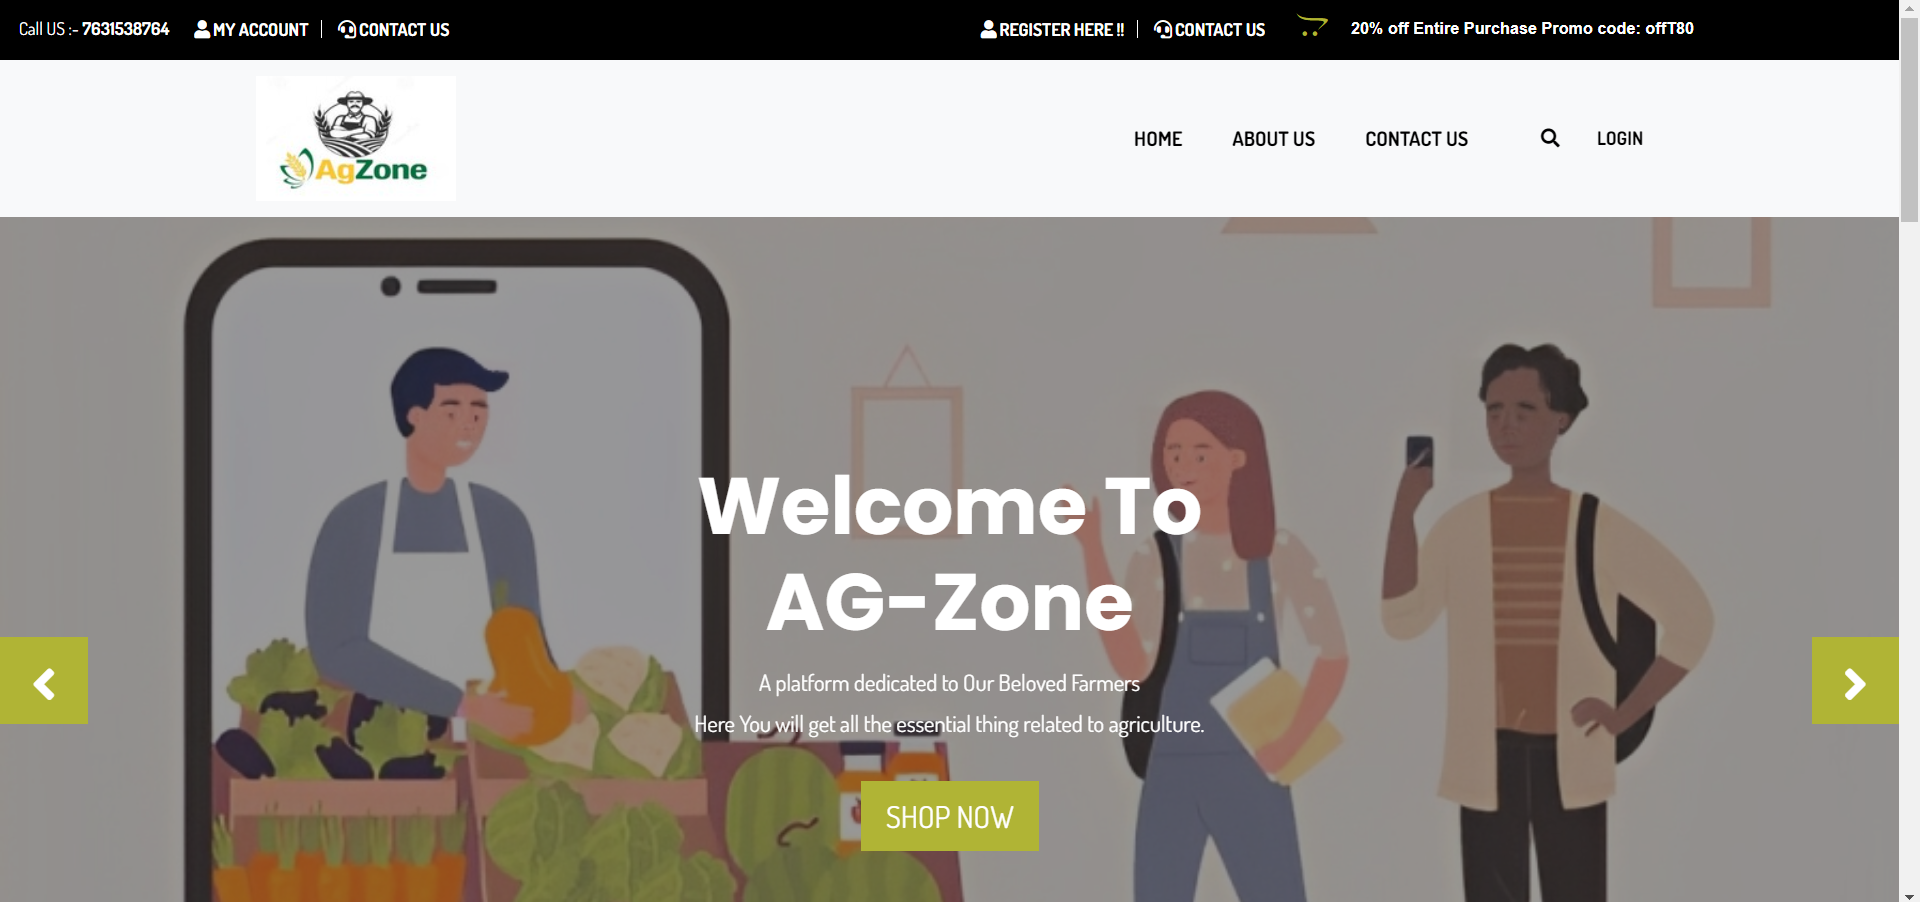 Call US :- 7631538764 MY ACCOUNT CONTACT US REGISTER HERE !! CONTACT US 20% off Entire Purchase Promo code: offT80
AgZone
HOME ABOUT US CONTACT US LOGIN
Welcome To
AG-Zone
A platform dedicated to Our Beloved Farmers
Here You will get all the essential thing related to agriculture.
SHOP NOW